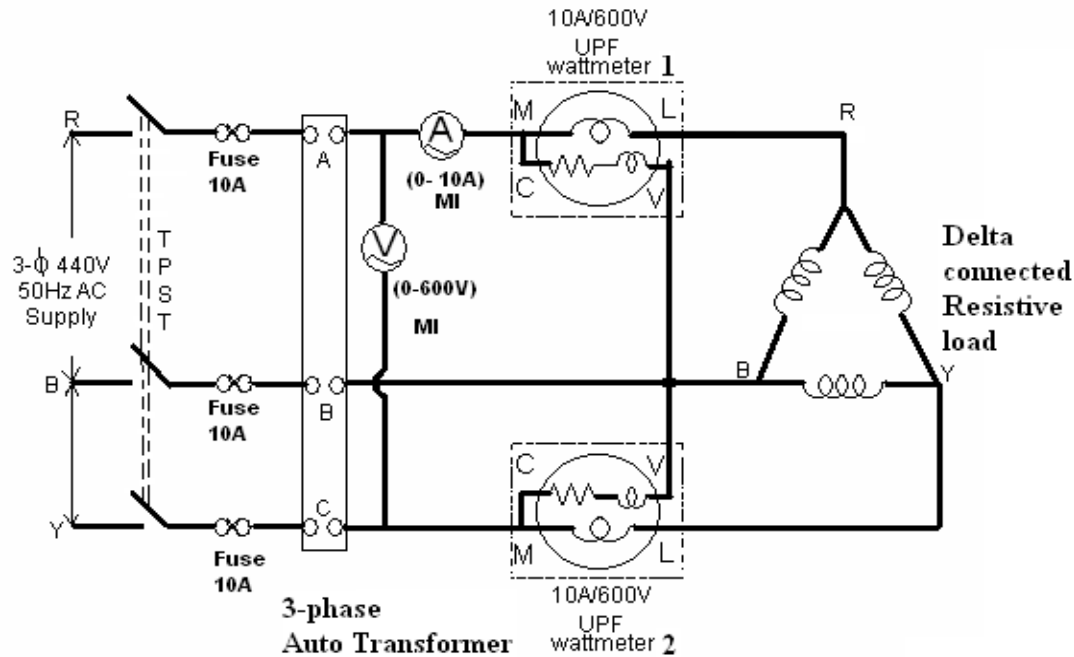 10A/600V
UPF
wattmeter 1
R
M
L
R
A
Fuse
10A
A
(0- 10A)
MI
C
V
T
P
S
T
3-ϕ 440V
50Hz AC
Supply
V
(0-600V)
MI
Delta
connected
Resistive
load
B
B
Y
Fuse
10A
B
C
V
C
Y
M
L
Fuse
10A
10A/600V
UPF
wattmeter 2
3-phase
Auto Transformer